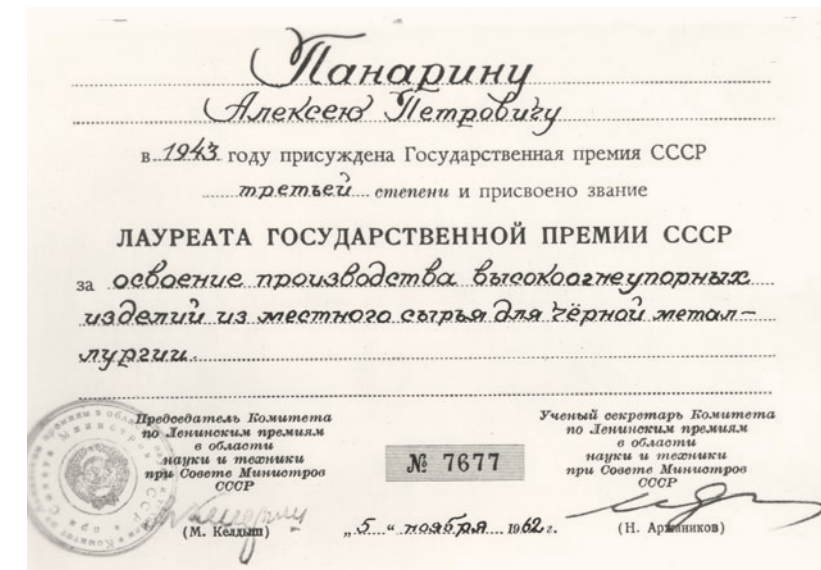 Панарину
Алексею Петровичу
в 1943 году присуждена Государственная премия СССР
третьей степени и присвоено звание
ЛАУРЕАТА ГОСУДАРСТВЕННОЙ ПРЕМИИ СССР
за освоение производства высокоогнеупорных
изделий из местного сырья для чёрной метал-
лургии.
Председатель Комитета
по Ленинским премиям
в области
науки и техники
при Совете Министров
СССР
(М. Келдыш)
№ 7677
„5“ ноября 1962 г.
Ученый секретарь Комитета
по Ленинским премиям
в области
науки и техники
при Совете Министров
СССР
(Н. Аржаников)